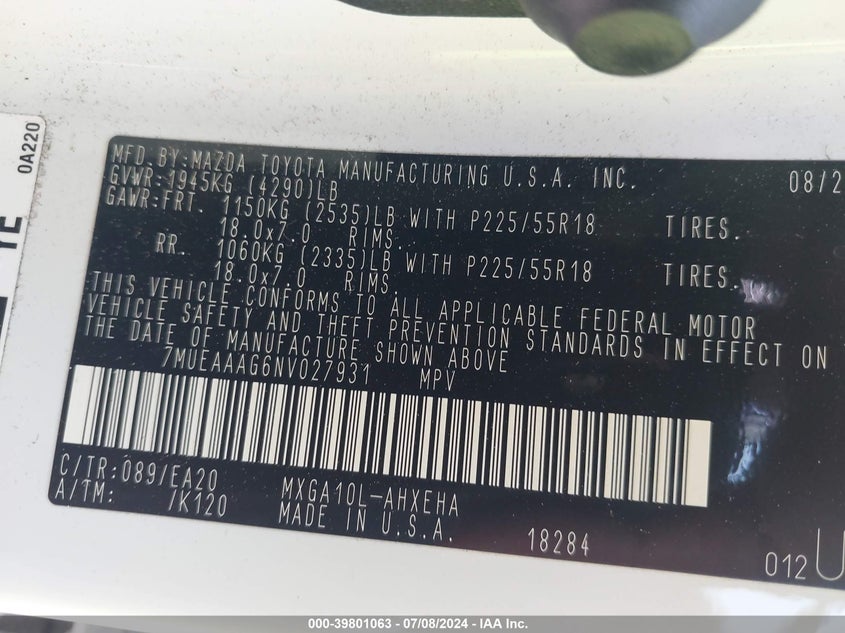 0A220
MFD.BY:MAZDA TOYOTA MANUFACTURING U.S.A. INC. 08/2
GVWR:1945KG (4290)LB
GAWR:FRT. 1150KG (2535)LB WITH P225/55R18 TIRES.
18.0x7.0 RIMS.
RR. 1060KG (2335)LB WITH P225/55R18 TIRES.
18.0x7.0 RIMS.
THIS VEHICLE CONFORMS TO ALL APPLICABLE FEDERAL MOTOR
VEHICLE SAFETY AND THEFT PREVENTION STANDARDS IN EFFECT ON
THE DATE OF MANUFACTURE SHOWN ABOVE
7MUEAAAG6NV027931 MPV
C/TR:089/EA20 MXGA10L-AHXEHA
A/TM: /K120 MADE IN U.S.A.
18284
012 U
000-39801063 - 07/08/2024 - IAA Inc.